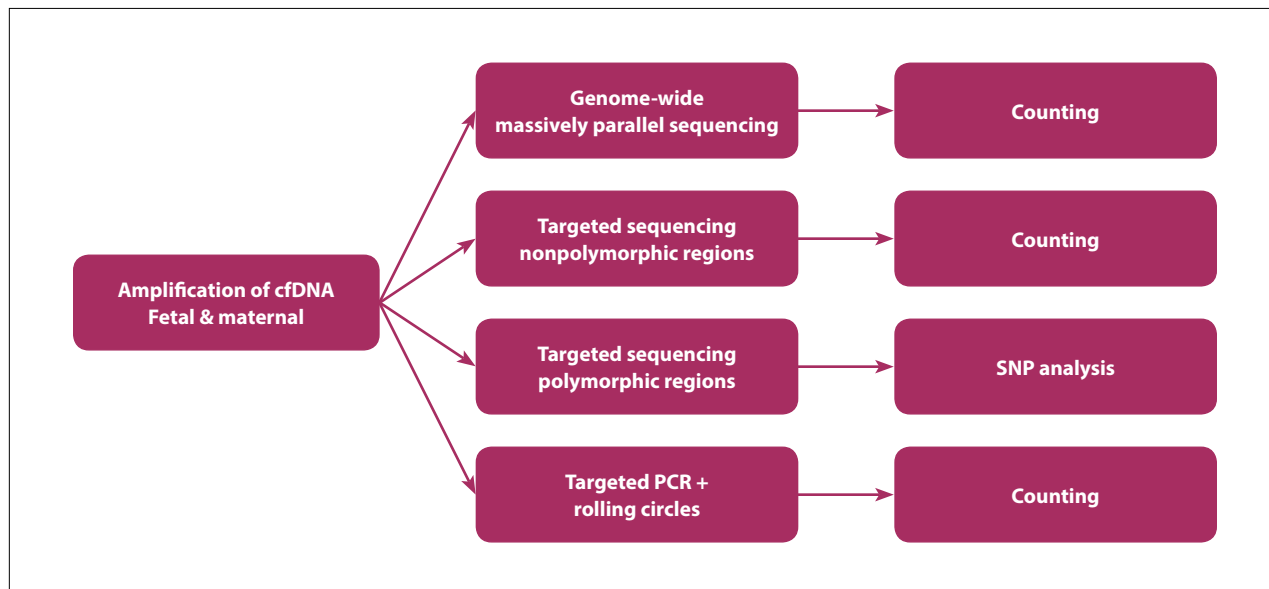 Genome-wide
massively parallel sequencing
Counting
Targeted sequencing
nonpolymorphic regions
Counting
Amplification of cfDNA
Fetal & maternal
Targeted sequencing
polymorphic regions
SNP analysis
Targeted PCR +
rolling circles
Counting